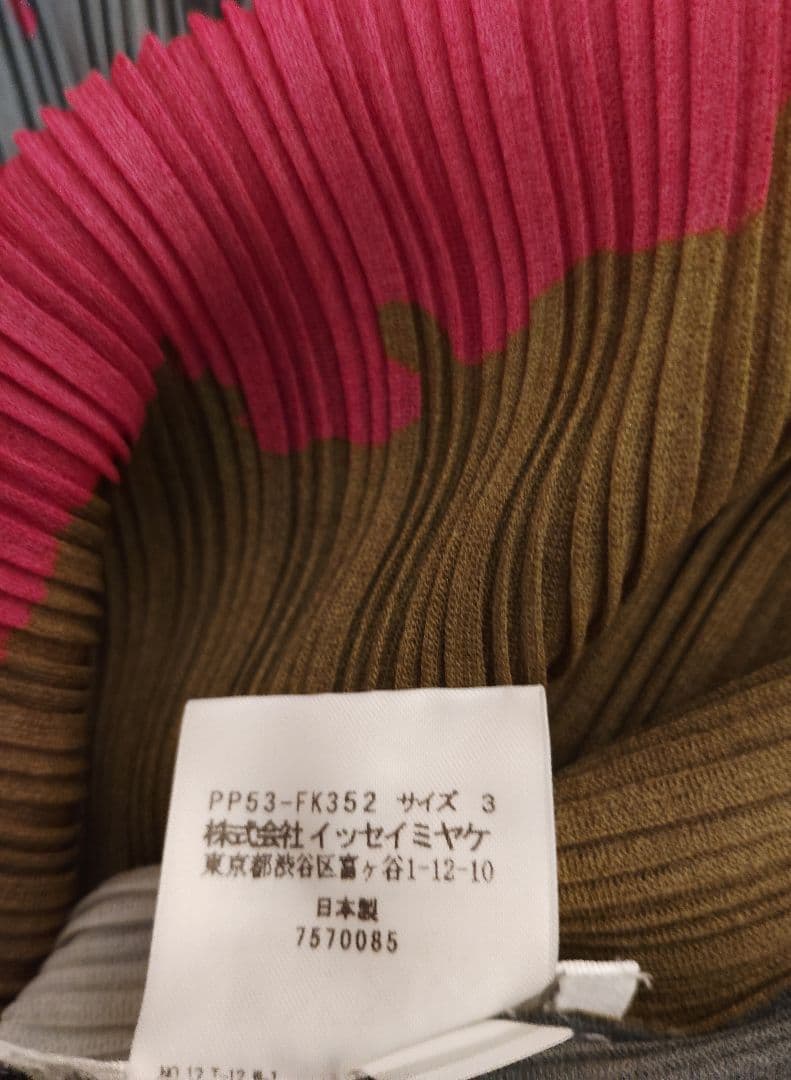 PP53-FK352 サイズ 3
株式会社イッセイミヤケ
東京都渋谷区富ヶ谷1-12-10
日本製
7570085